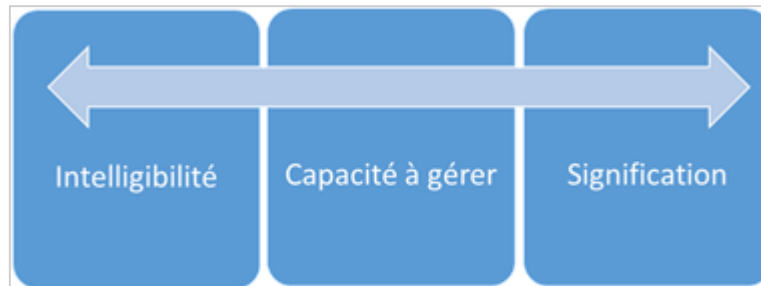 Intelligibilité
Capacité à gérer
Signification